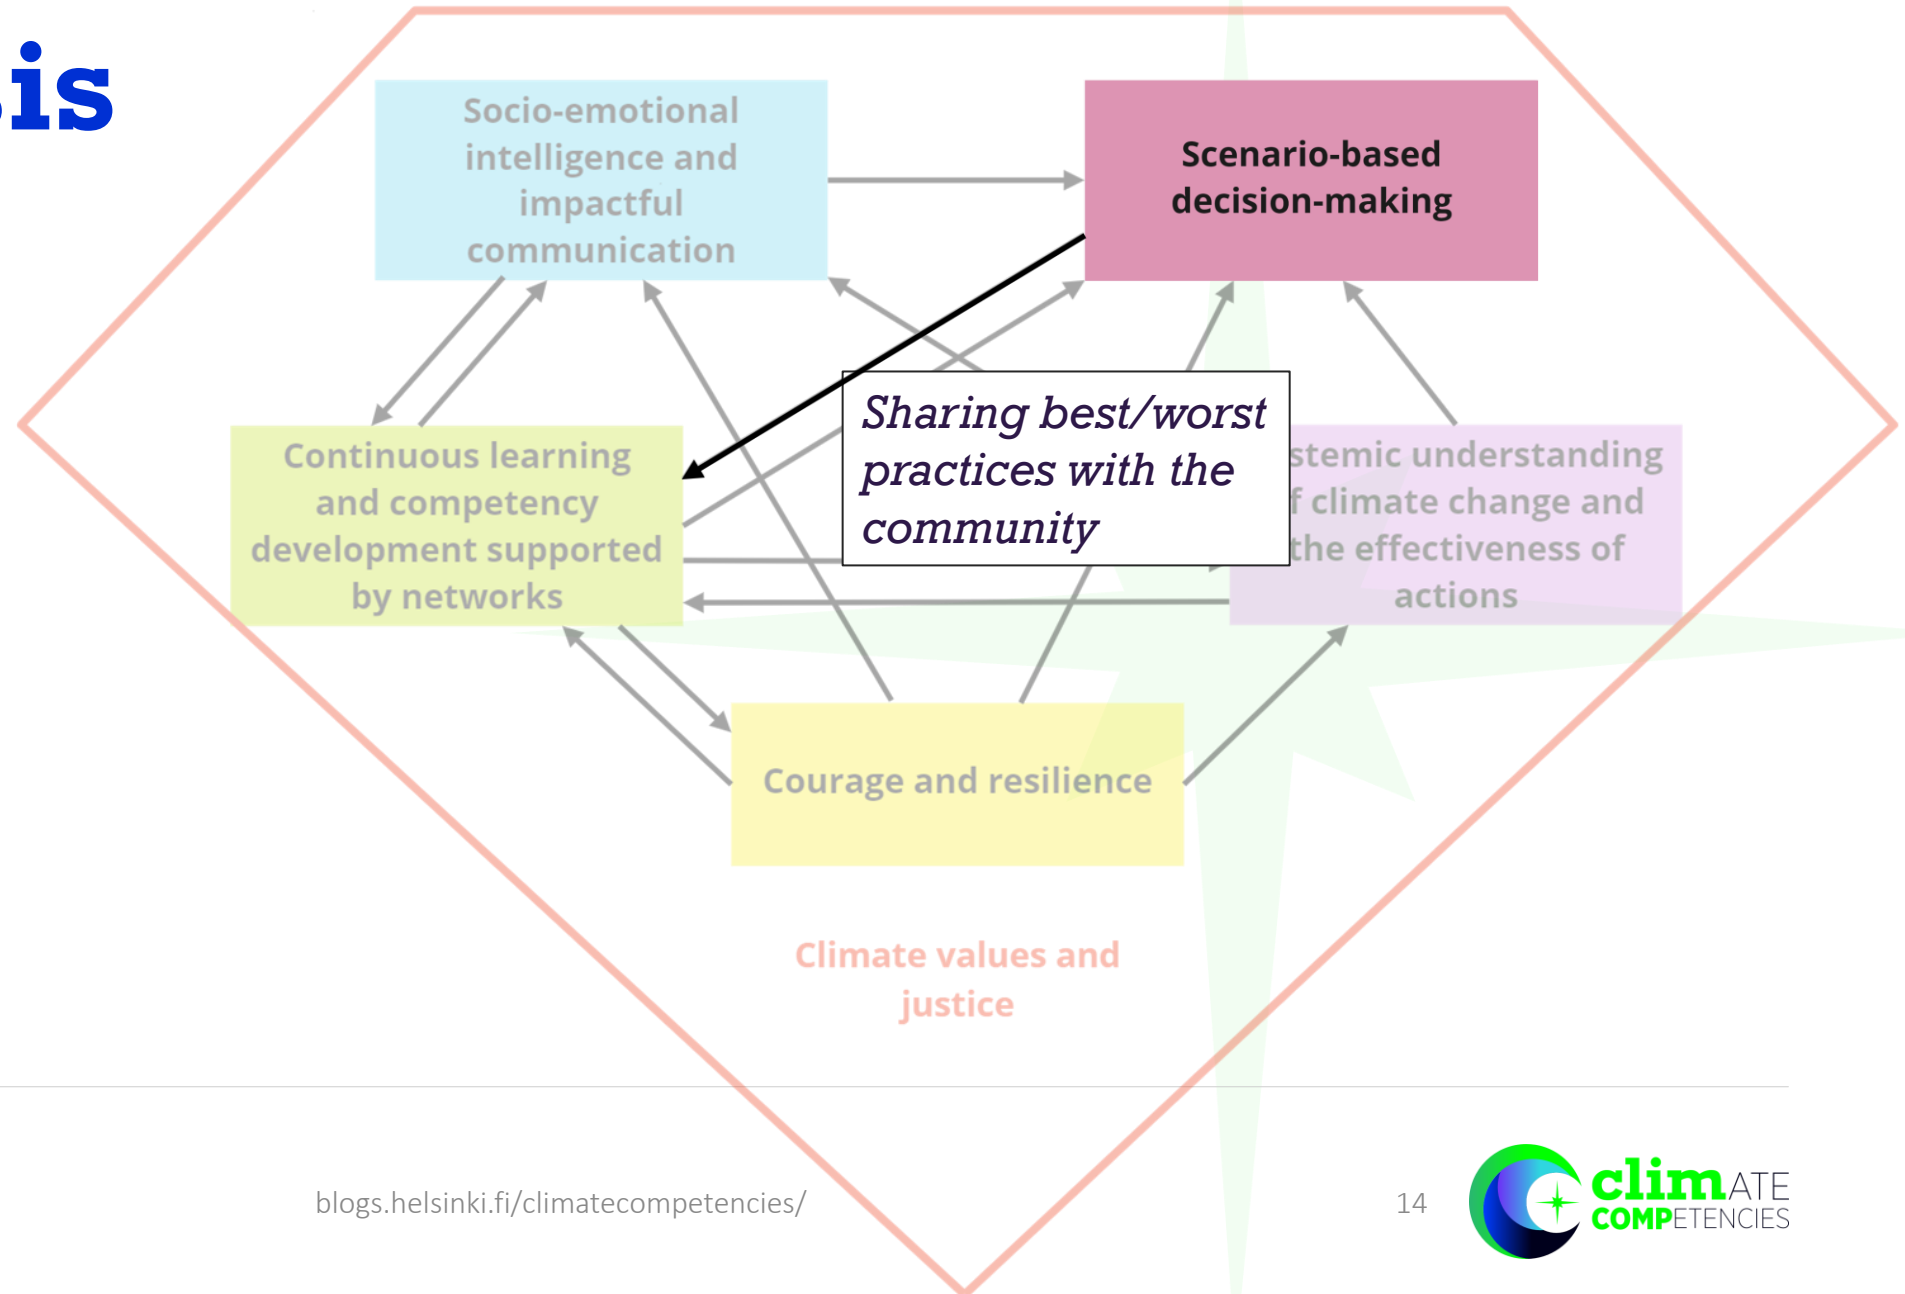 sis
Socio-emotional
intelligence and
impactful
communication
Scenario-based
decision-making
Sharing best/worst
practices with the
community
Continuous learning
and competency
development supported
by networks
stemic understanding
f climate change and
the effectiveness of
actions
Courage and resilience
Climate values and
justice
blogs.helsinki.fi/climatecompetencies/
14
climATE
COMPETENCIES